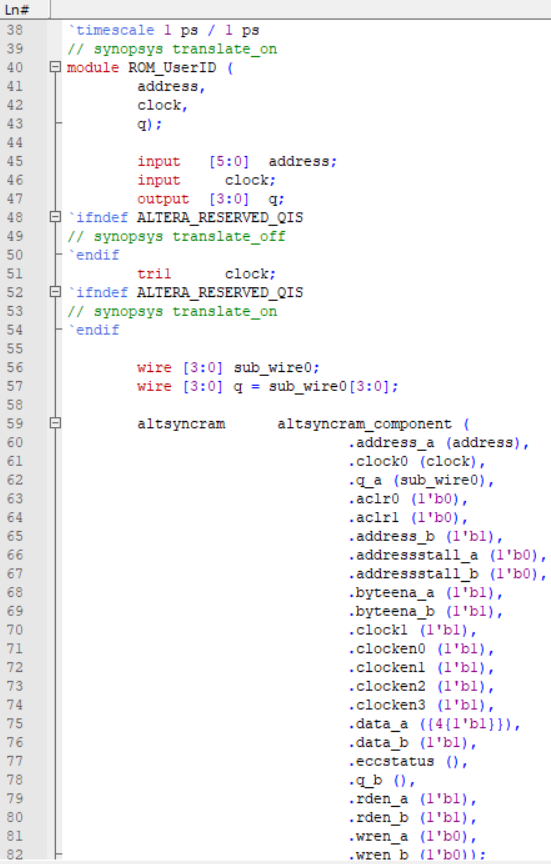 Ln#
38 `timescale 1 ps / 1 ps
39 // synopsys translate_on
40 module ROM_UserID (
41 address,
42 clock,
43 q);
44
45 input [5:0] address;
46 input clock;
47 output [3:0] q;
48 `ifndef ALTERA_RESERVED_QIS
49 // synopsys translate_off
50 `endif
51 tri1 clock;
52 `ifndef ALTERA_RESERVED_QIS
53 // synopsys translate_on
54 `endif
55
56 wire [3:0] sub_wire0;
57 wire [3:0] q = sub_wire0[3:0];
58
59 altsyncram altsyncram_component (
60 .address_a (address),
61 .clock0 (clock),
62 .q_a (sub_wire0),
63 .aclr0 (1'b0),
64 .aclr1 (1'b0),
65 .address_b (1'b1),
66 .addressstall_a (1'b0),
67 .addressstall_b (1'b0),
68 .byteena_a (1'b1),
69 .byteena_b (1'b1),
70 .clock1 (1'b1),
71 .clocken0 (1'b1),
72 .clocken1 (1'b1),
73 .clocken2 (1'b1),
74 .clocken3 (1'b1),
75 .data_a ({4{1'b1}}),
76 .data_b (1'b1),
77 .eccstatus (),
78 .q_b (),
79 .rden_a (1'b1),
80 .rden_b (1'b1),
81 .wren_a (1'b0),
82 .wren_b (1'b0));